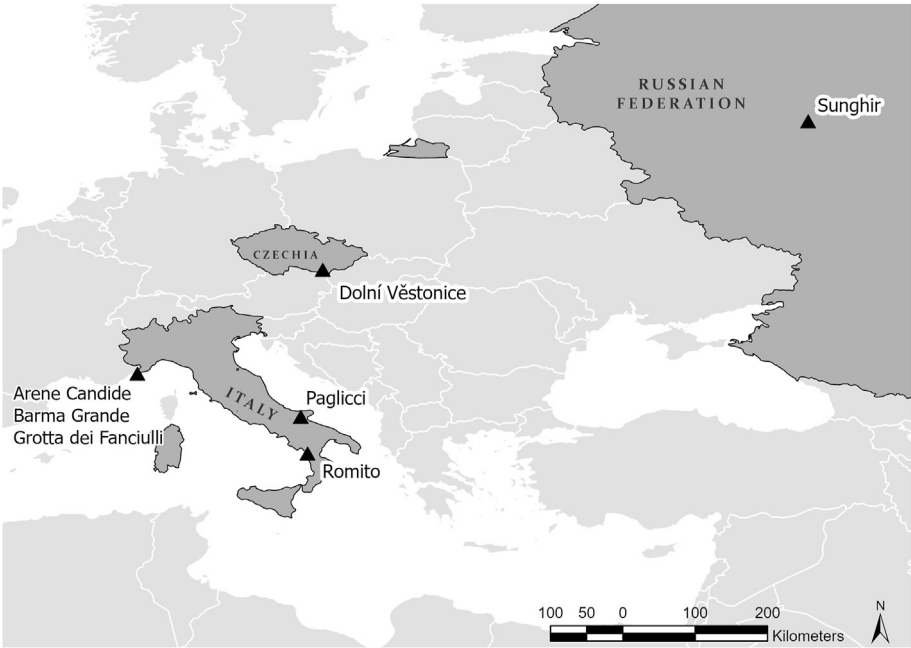 RUSSIAN
FEDERATION
Sunghir
CZECHIA
Dolní Věstonice
Arene Candide
Barma Grande
Grotta dei Fanciulli
ITALY
Paglicci
Romito
100 50 0 100 200
Kilometers
N